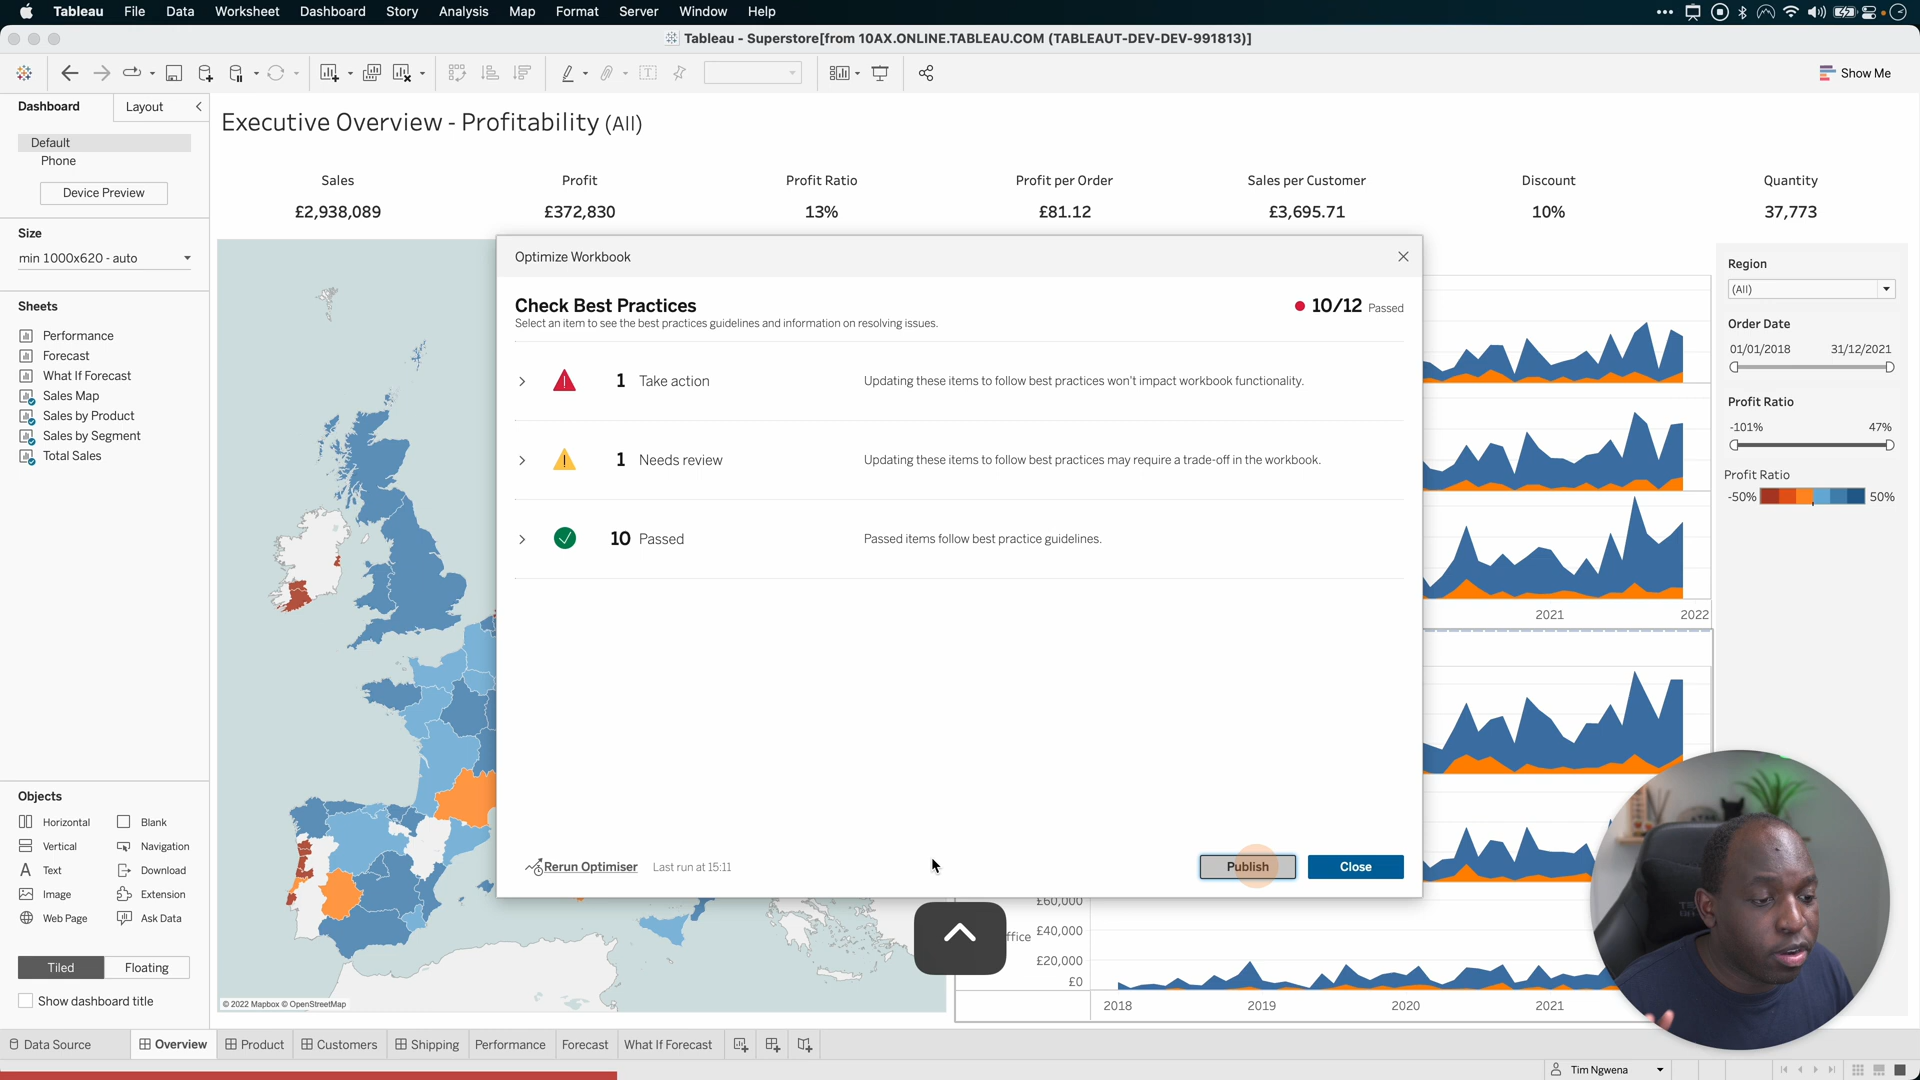 Tableau File Data Worksheet Dashboard Story Analysis Map Format Server Window Help
Tableau - Superstore[from 10AX.ONLINE.TABLEAU.COM (TABLEAUT-DEV-DEV-991813)]
Show Me
Dashboard Layout
Default
Phone
Device Preview
Size
min 1000x620 - auto
Sheets
Performance
Forecast
What If Forecast
Sales Map
Sales by Product
Sales by Segment
Total Sales
Objects
Horizontal Blank
Vertical Navigation
Text Download
Image Extension
Web Page Ask Data
Tiled Floating
Show dashboard title
Executive Overview - Profitability (All)
Sales Profit Profit Ratio Profit per Order Sales per Customer Discount Quantity
£2,938,089 £372,830 13% £81.12 £3,695.71 10% 37,773
Optimize Workbook
Check Best Practices
10/12 Passed
Select an item to see the best practices guidelines and information on resolving issues.
1 Take action Updating these items to follow best practices won't impact workbook functionality.
1 Needs review Updating these items to follow best practices may require a trade-off in the workbook.
10 Passed Passed items follow best practice guidelines.
Rerun Optimiser Last run at 15:11
Publish Close
Region
(All)
Order Date
01/01/2018 31/12/2021
Profit Ratio
-101% 47%
Profit Ratio
-50% 50%
2021 2022
£60,000
ffice £40,000
£20,000
£0
2018 2019 2020 2021
© 2022 Mapbox © OpenStreetMap
Data Source Overview Product Customers Shipping Performance Forecast What If Forecast
Tim Ngwena